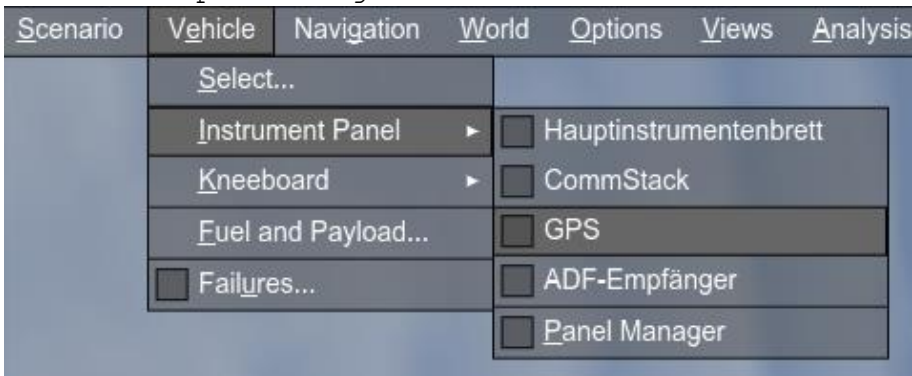 Scenario Vehicle Navigation World Options Views Analysis
Select...
Instrument Panel
Kneeboard
Fuel and Payload...
Failures...
Hauptinstrumentenbrett
CommStack
GPS
ADF-Empfänger
Panel Manager